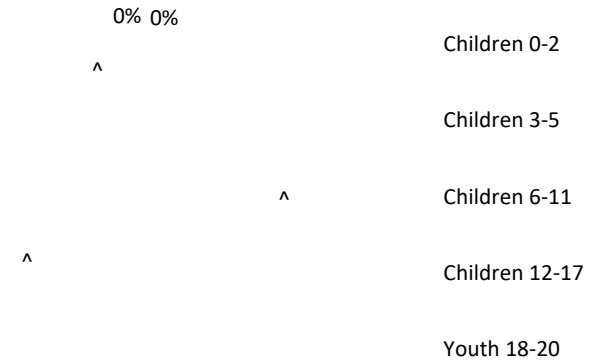 0% 0%
Children 0-2
^
Children 3-5
^
Children 6-11
^
Children 12-17
Youth 18-20